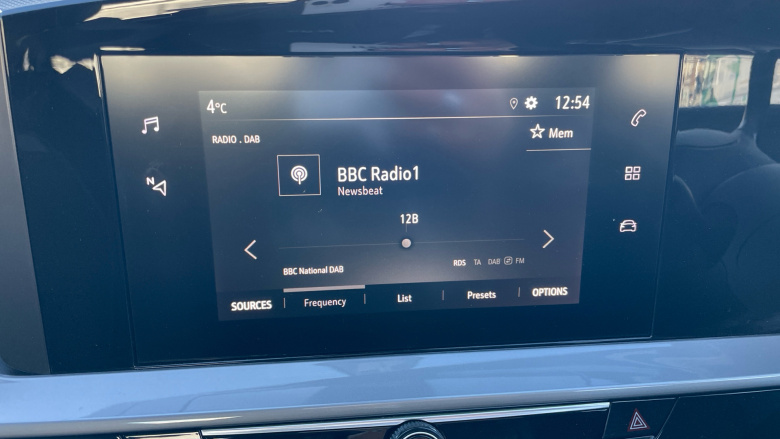 4°C
12:54
RADIO . DAB
Mem
BBC Radio1
Newsbeat
N
12B
BBC National DAB
RDS TA DAB FM
SOURCES Frequency List Presets OPTIONS